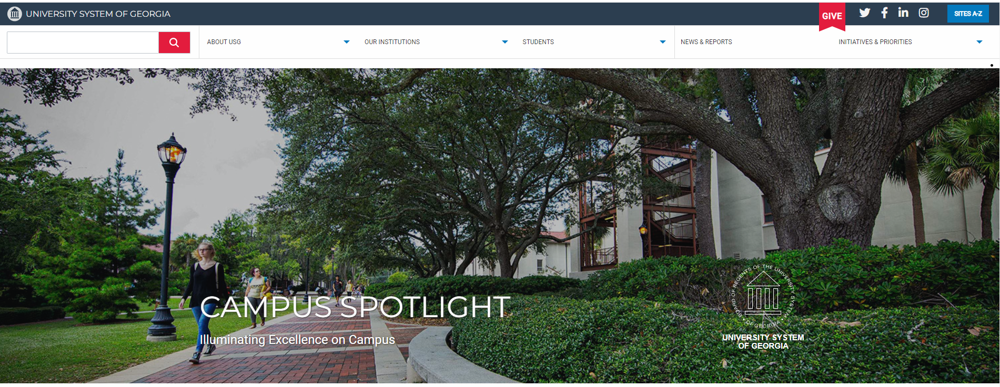 UNIVERSITY SYSTEM OF GEORGIA
GIVE
SITES A-Z
ABOUT USG
OUR INSTITUTIONS
STUDENTS
NEWS & REPORTS
INITIATIVES & PRIORITIES
CAMPUS SPOTLIGHT
Illuminating Excellence on Campus
BOARD OF REGENTS OF THE UNIVERSITY SYSTEM • OF GEORGIA •
UNIVERSITY SYSTEM
OF GEORGIA